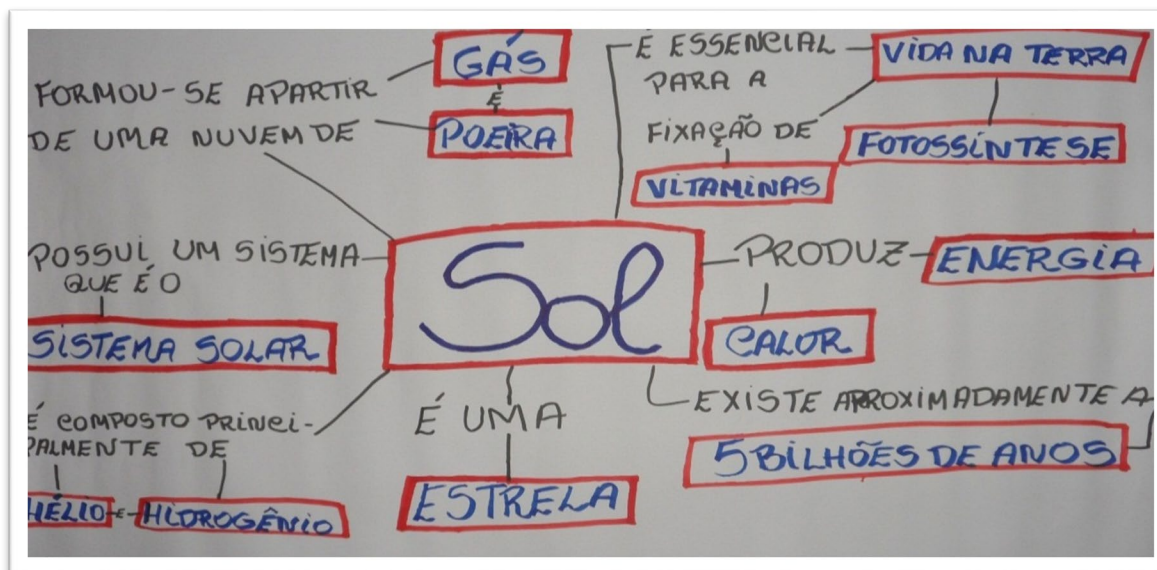 GÁS
É
POEIRA
FORMOU-SE APARTIR
DE UMA NUVEM DE
É ESSENCIAL
PARA A
VIDA NA TERRA
FIXAÇÃO DE
FOTOSSÍNTESE
VITAMINAS
POSSUI UM SISTEMA
QUE É O
SISTEMA SOLAR
Sol
PRODUZ
ENERGIA
CALOR
É COMPOSTO PRINCI-
PALMENTE DE
HÉLIO E HIDROGÊNIO
É UMA
ESTRELA
EXISTE APROXIMADAMENTE A
5 BILHÕES DE ANOS